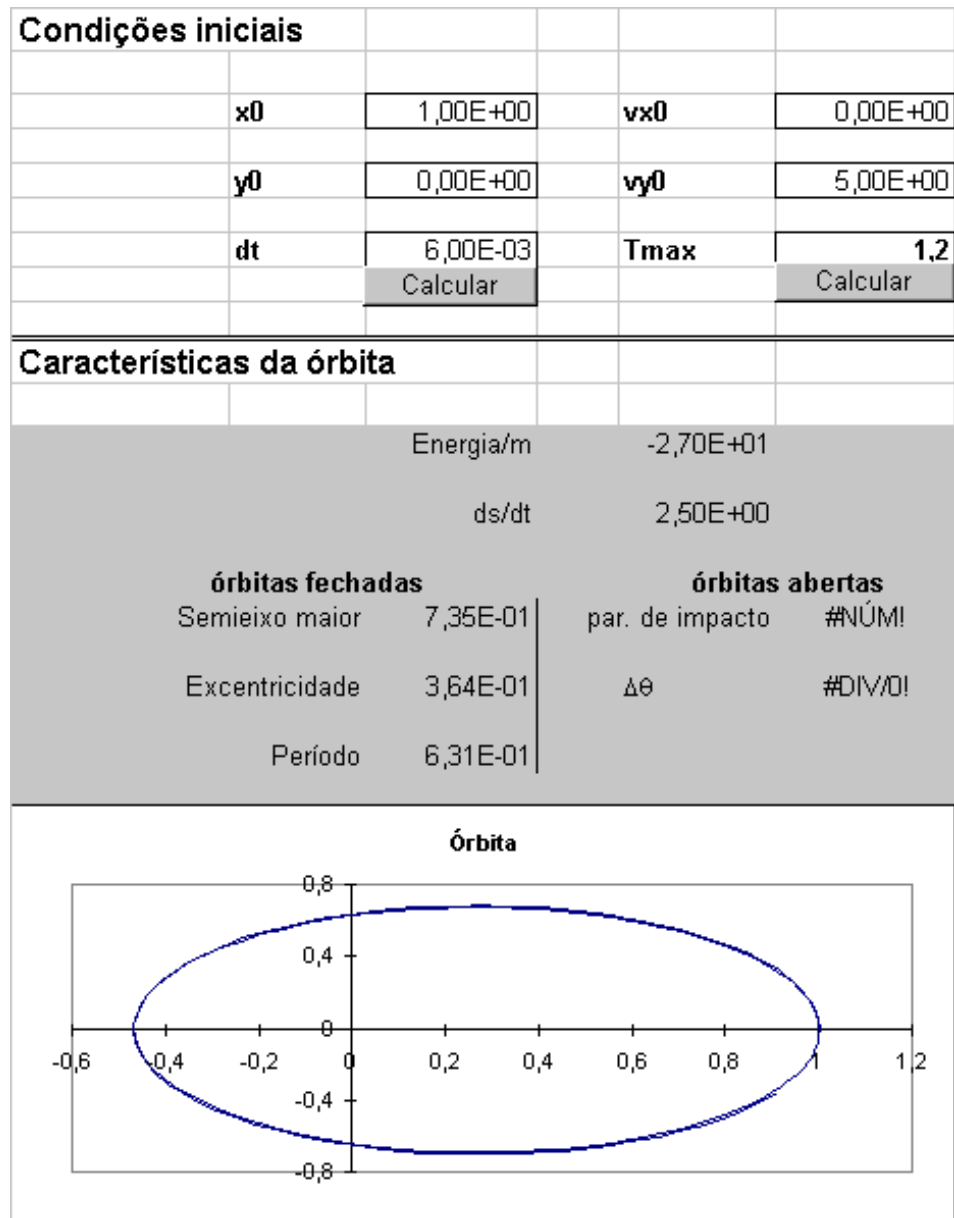 Condições iniciais
x0 1,00E+00 vx0 0,00E+00
y0 0,00E+00 vy0 5,00E+00
dt 6,00E-03 Tmax 1,2
Calcular Calcular
Características da órbita
Energia/m -2,70E+01
ds/dt 2,50E+00
órbitas fechadas órbitas abertas
Semieixo maior 7,35E-01 par. de impacto #NÚM!
Excentricidade 3,64E-01 Δθ #DIV/0!
Período 6,31E-01
Órbita
0,8
0,4
0
-0,6 -0,4 -0,2 0 0,2 0,4 0,6 0,8 1 1,2
-0,4
-0,8